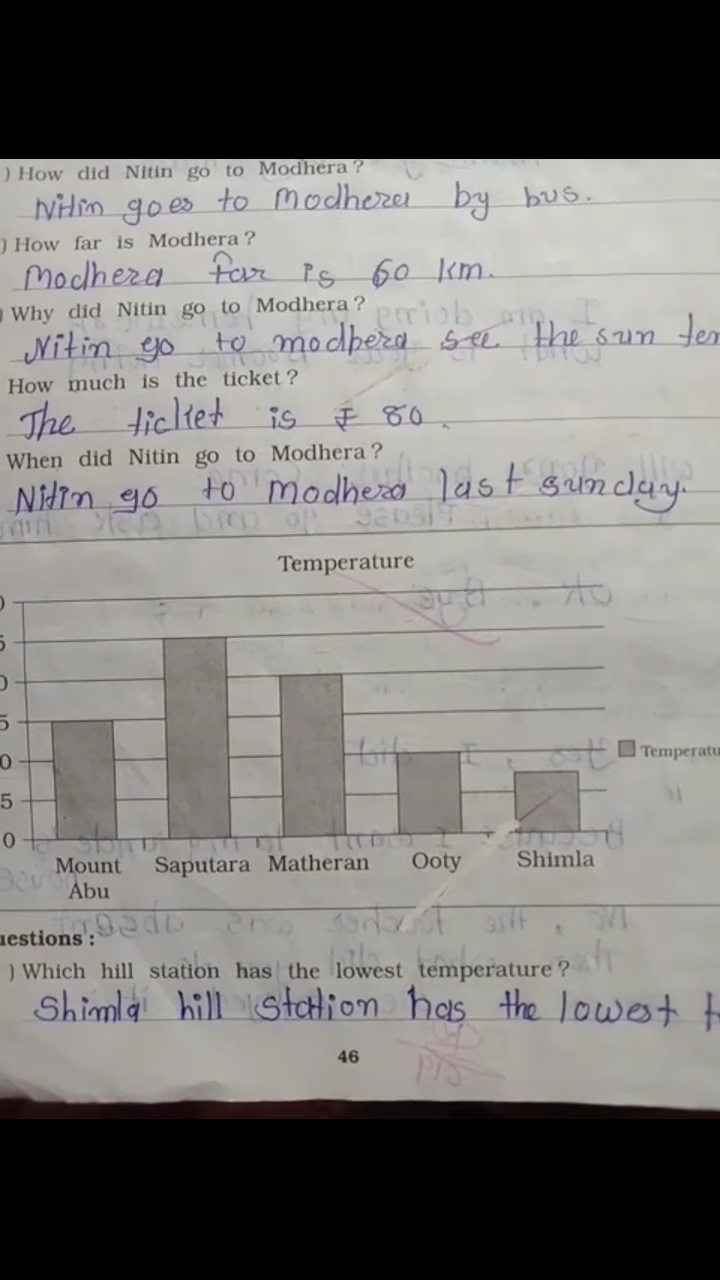 ) How did Nitin go to Modhera?
Nitin goes to Modhera by bus.
) How far is Modhera?
Modhera far is 60 km.
Why did Nitin go to Modhera?
Nitin go to modhera see the sun ten
How much is the ticket?
The ticket is ₹ 80.
When did Nitin go to Modhera?
Nitin go to Modhera last sunday.
Temperature
0
5
0
5
0
5
0
Temperatu
Mount Abu
Saputara
Matheran
Ooty
Shimla
uestions :
) Which hill station has the lowest temperature?
Shimla hill station has the lowest t
46